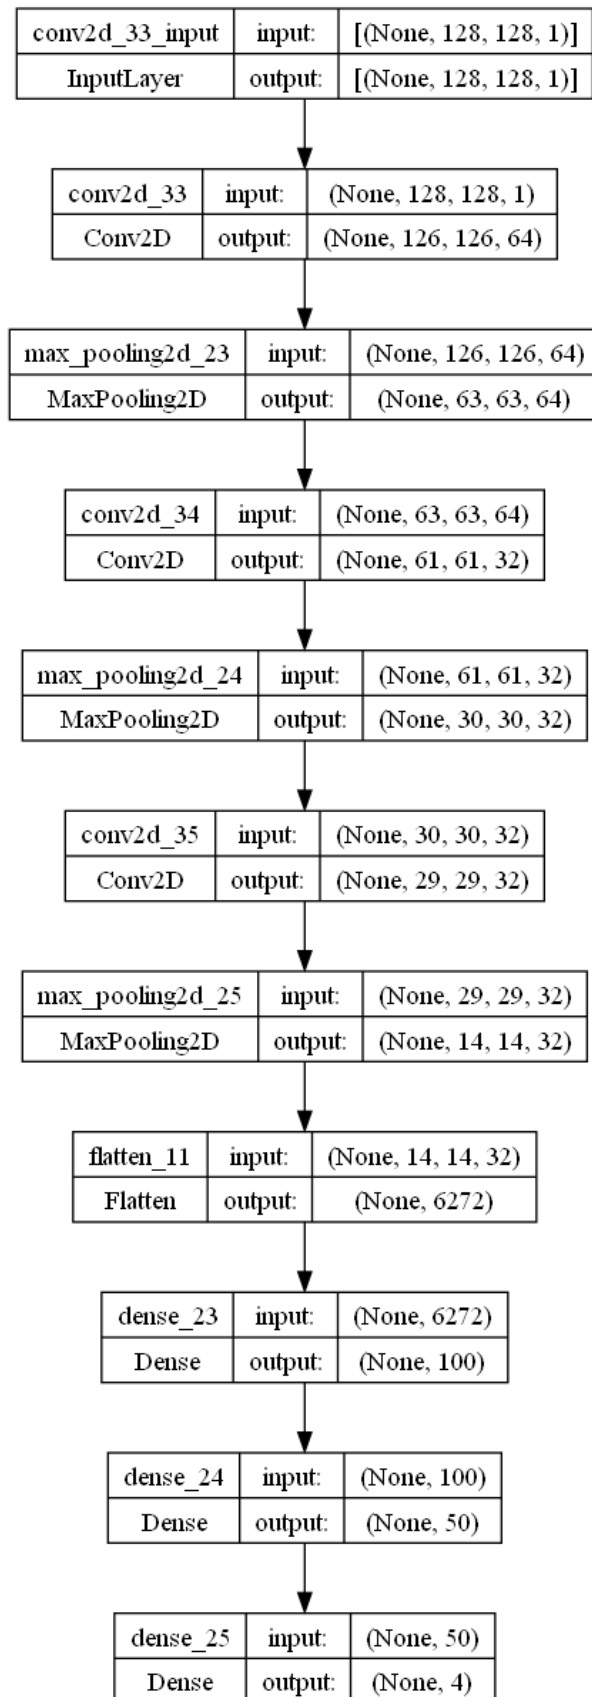 conv2d_33_input input: [(None, 128, 128, 1)]
InputLayer output: [(None, 128, 128, 1)]
conv2d_33 input: (None, 128, 128, 1)
Conv2D output: (None, 126, 126, 64)
max_pooling2d_23 input: (None, 126, 126, 64)
MaxPooling2D output: (None, 63, 63, 64)
conv2d_34 input: (None, 63, 63, 64)
Conv2D output: (None, 61, 61, 32)
max_pooling2d_24 input: (None, 61, 61, 32)
MaxPooling2D output: (None, 30, 30, 32)
conv2d_35 input: (None, 30, 30, 32)
Conv2D output: (None, 29, 29, 32)
max_pooling2d_25 input: (None, 29, 29, 32)
MaxPooling2D output: (None, 14, 14, 32)
flatten_11 input: (None, 14, 14, 32)
Flatten output: (None, 6272)
dense_23 input: (None, 6272)
Dense output: (None, 100)
dense_24 input: (None, 100)
Dense output: (None, 50)
dense_25 input: (None, 50)
Dense output: (None, 4)